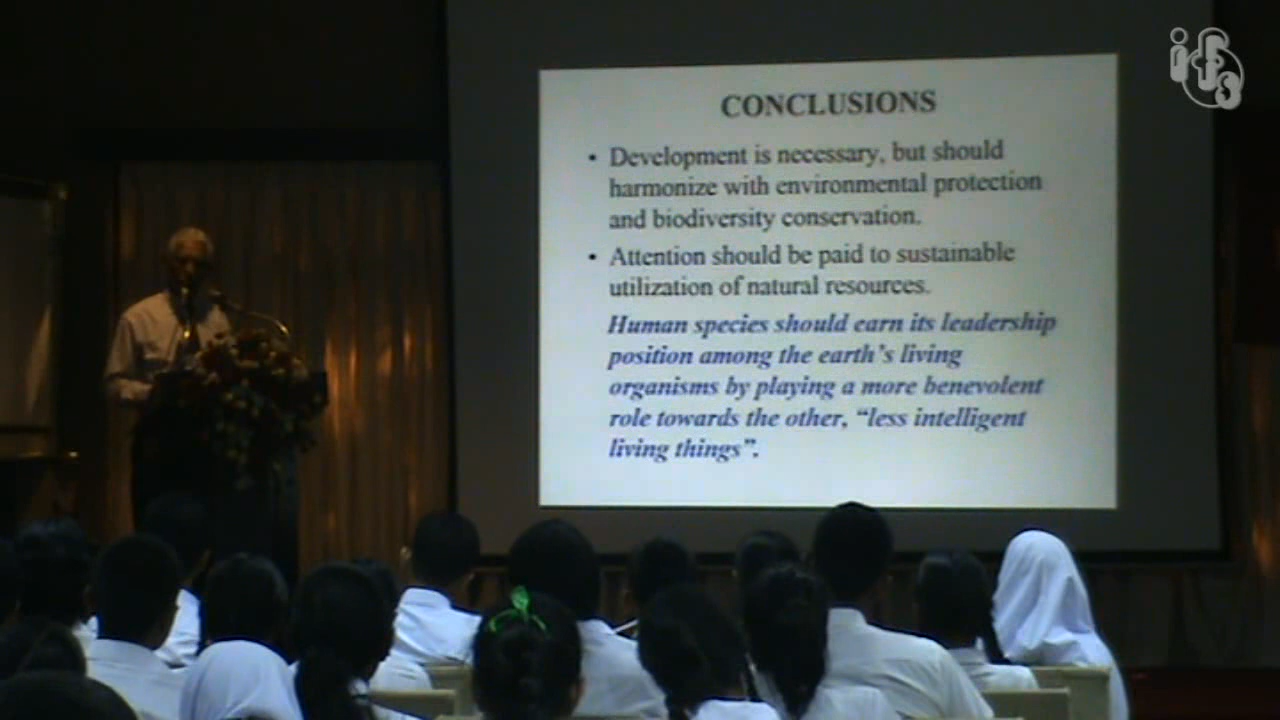 CONCLUSIONS
• Development is necessary, but should
harmonize with environmental protection
and biodiversity conservation.
• Attention should be paid to sustainable
utilization of natural resources.
Human species should earn its leadership
position among the earth's living
organisms by playing a more benevolent
role towards the other, “less intelligent
living things”.